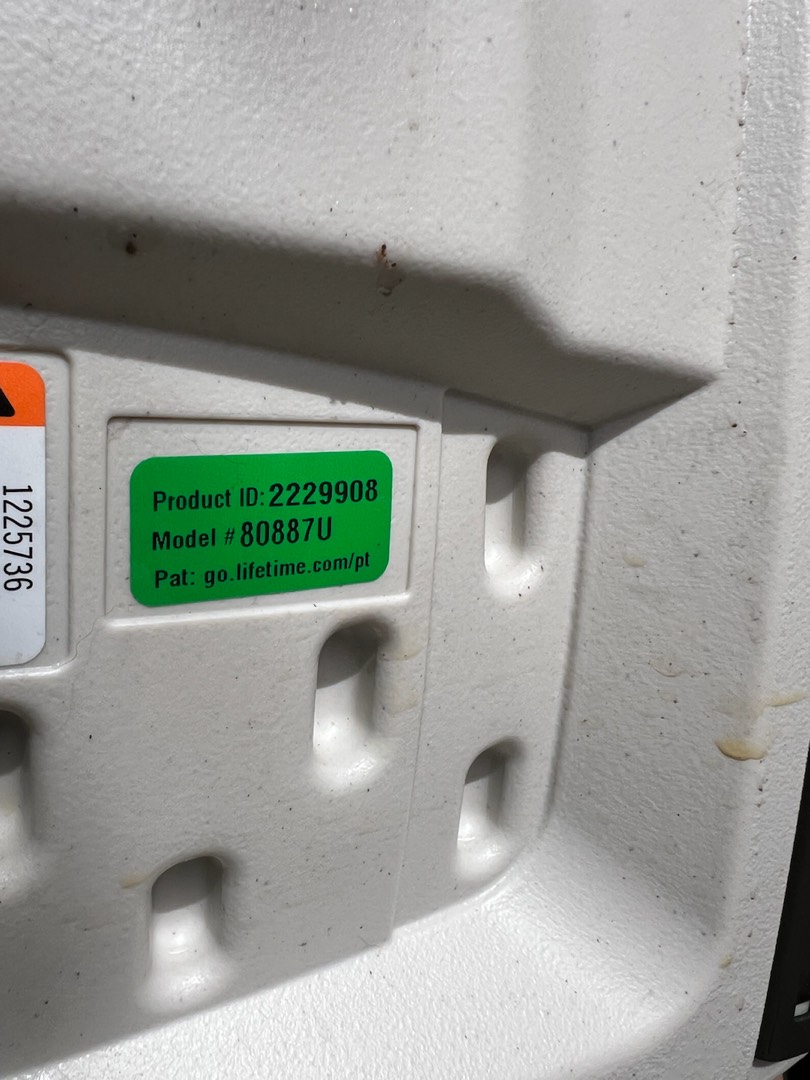 Product ID: 2229908
Model # 80887U
Pat: go.lifetime.com/pt
1225736